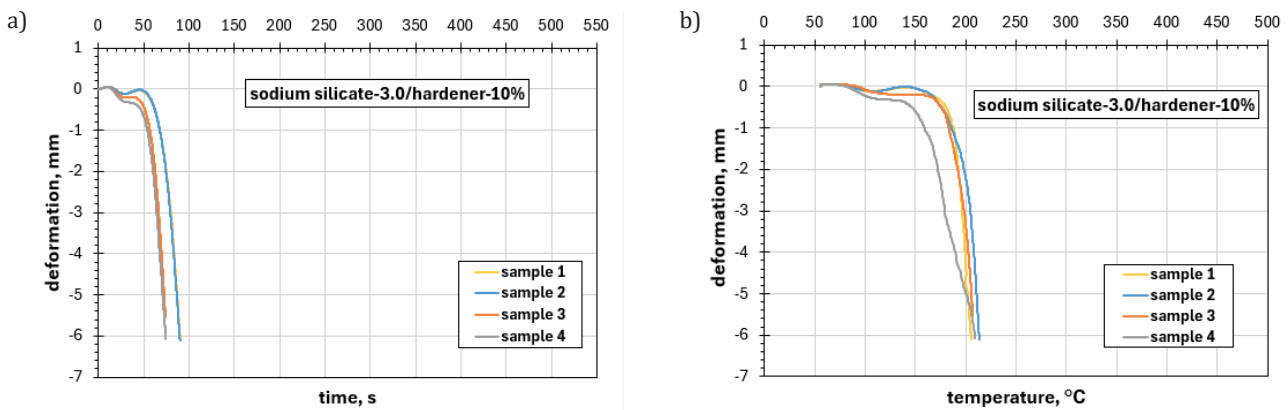 a)
0 50 100 150 200 250 300 350 400 450 500 550
1
0
-1
-2
-3
-4
-5
-6
-7
deformation, mm
sodium silicate-3.0/hardener-10%
sample 1
sample 2
sample 3
sample 4
time, s
b)
0 50 100 150 200 250 300 350 400 450 500
1
0
-1
-2
-3
-4
-5
-6
-7
deformation, mm
sodium silicate-3.0/hardener-10%
sample 1
sample 2
sample 3
sample 4
temperature, °C